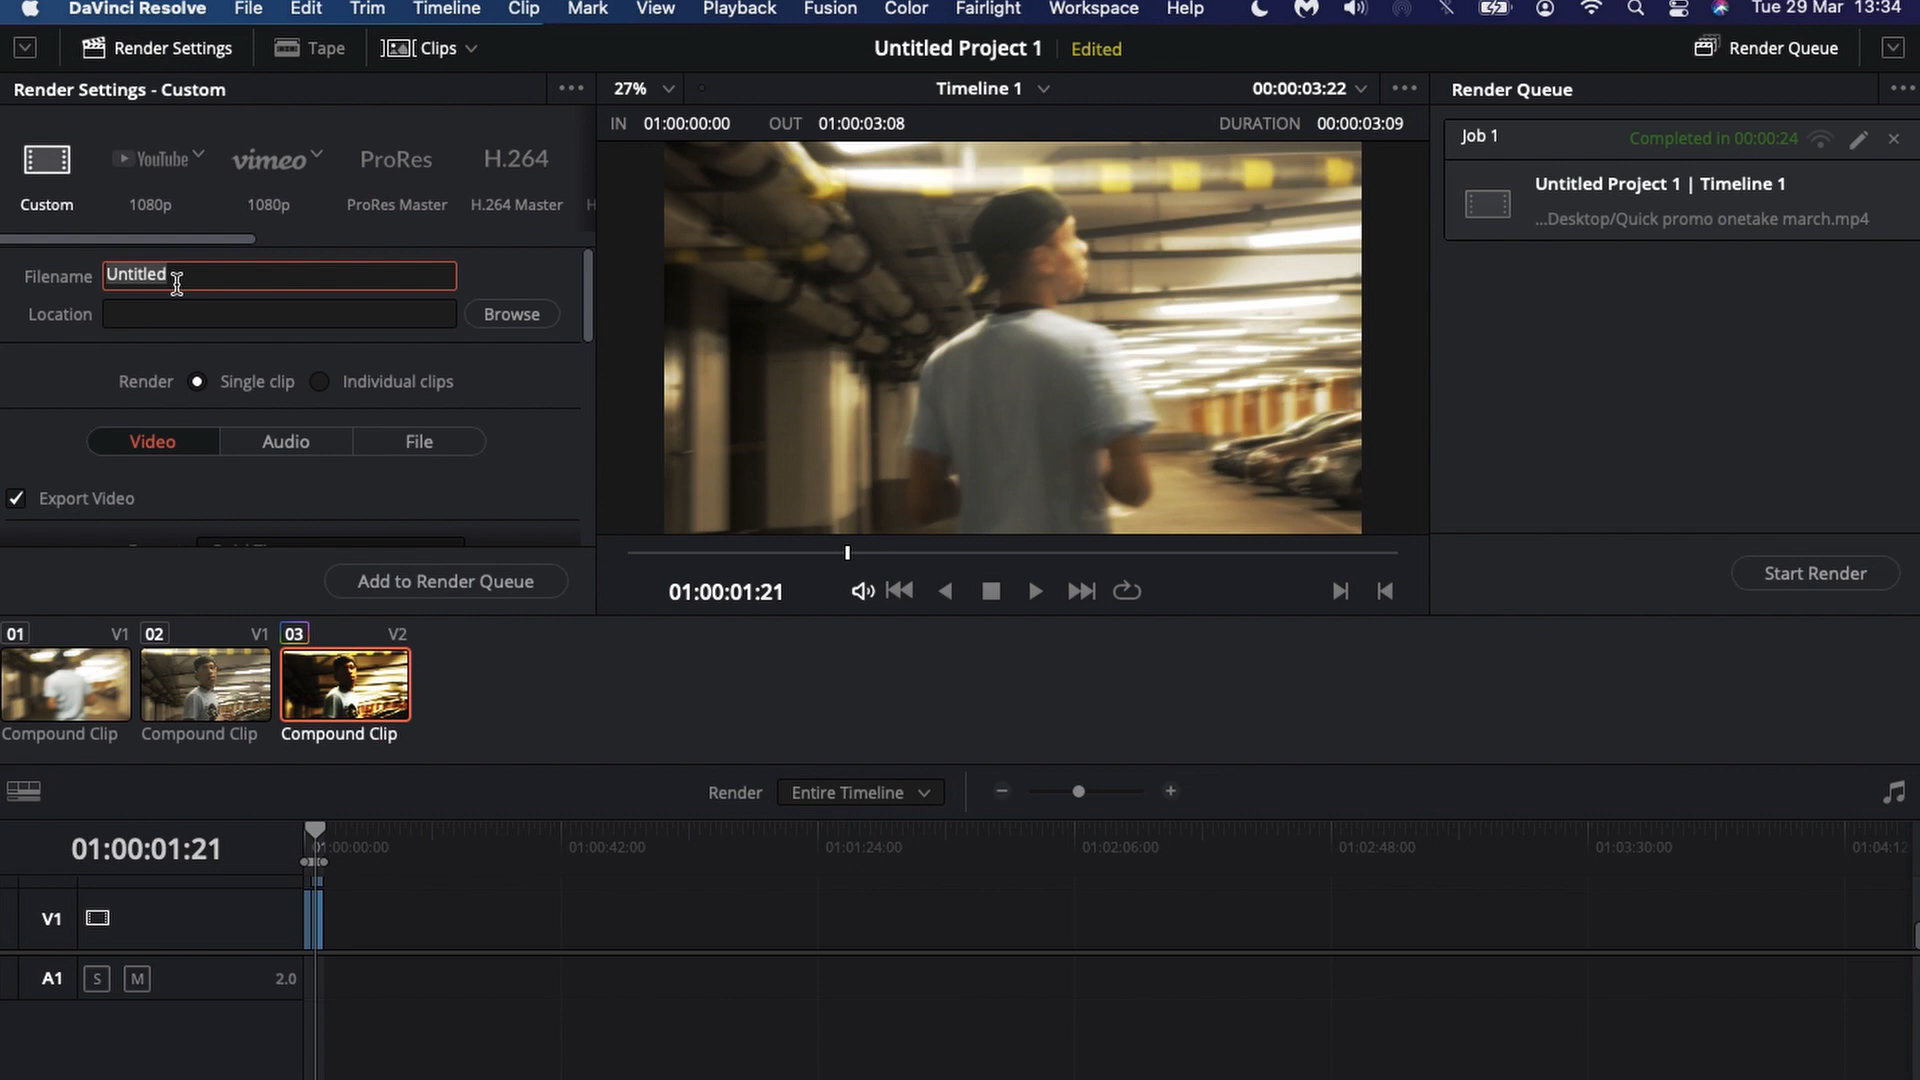 DaVinci Resolve File Edit Trim Timeline Clip Mark View Playback Fusion Color Fairlight Workspace Help Tue 29 Mar 13:34
Render Settings Tape Clips Untitled Project 1 Edited Render Queue
Render Settings - Custom 27% Timeline 1 00:00:03:22 Render Queue
IN 01:00:00:00 OUT 01:00:03:08 DURATION 00:00:03:09
Job 1 Completed in 00:00:24
YouTube vimeo ProRes H.264
Custom 1080p 1080p ProRes Master H.264 Master H
Untitled Project 1 | Timeline 1
...Desktop/Quick promo onetake march.mp4
Filename Untitled
Location Browse
Render Single clip Individual clips
Video Audio File
Export Video
Add to Render Queue
01:00:01:21
Start Render
01 V1 02 V1 03 V2
Compound Clip Compound Clip Compound Clip
Render Entire Timeline
01:00:01:21
01:00:00:00 01:00:42:00 01:01:24:00 01:02:06:00 01:02:48:00 01:03:30:00 01:04:12
V1
A1 S M 2.0